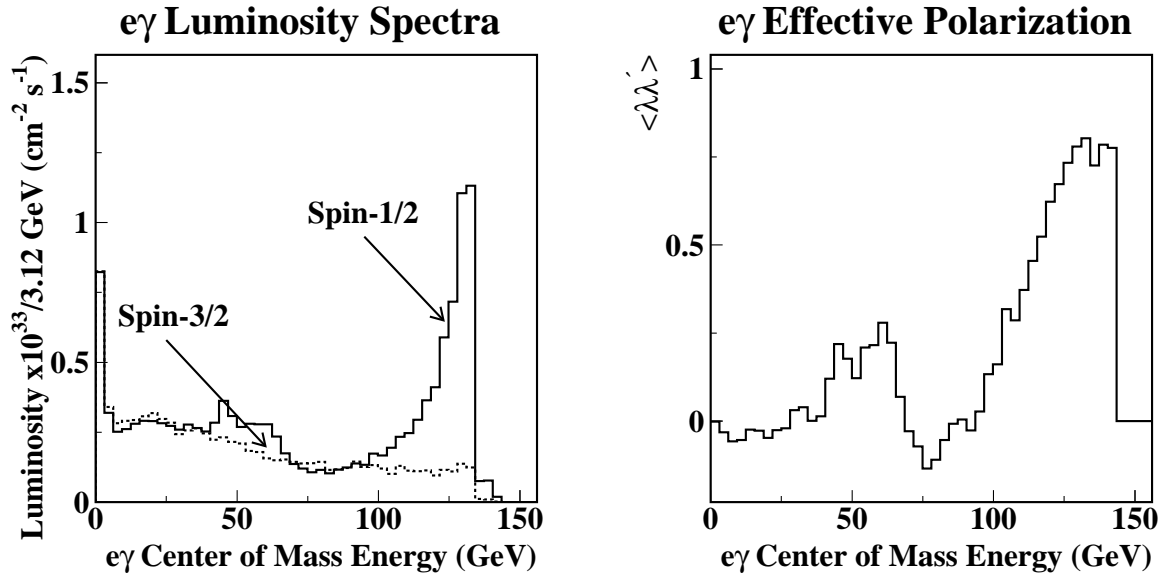 eγ Luminosity Spectra
Luminosity x10³³/3.12 GeV (cm⁻² s⁻¹)
1.5
1
0.5
0
Spin-1/2
Spin-3/2
0 50 100 150
eγ Center of Mass Energy (GeV)
eγ Effective Polarization
<λλ´>
1
0.5
0
0 50 100 150
eγ Center of Mass Energy (GeV)